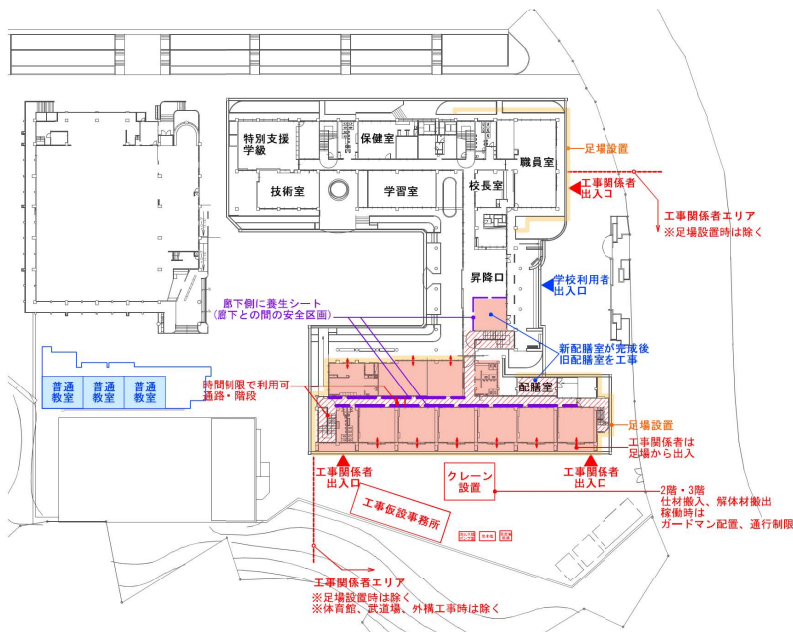 特別支援
学級
保健室
職員室
足場設置
技術室
学習室
校長室
工事関係者
出入口
工事関係者エリア
※足場設置時は除く
昇降口
学校利用者
出入口
廊下側に養生シート
(廊下との間の安全区画)
新配膳室が完成後
旧配膳室を工事
普通
教室
普通
教室
普通
教室
時間制限で利用可
通路・階段
配膳室
足場設置
工事関係者は
足場から出入
工事関係者
出入口
クレーン
設置
工事関係者
出入口
工事仮設事務所
2階・3階
仕材搬入、解体材搬出
稼働時は
ガードマン配置、通行制限
工事関係者エリア
※足場設置時は除く
※体育館、武道場、外構工事時は除く